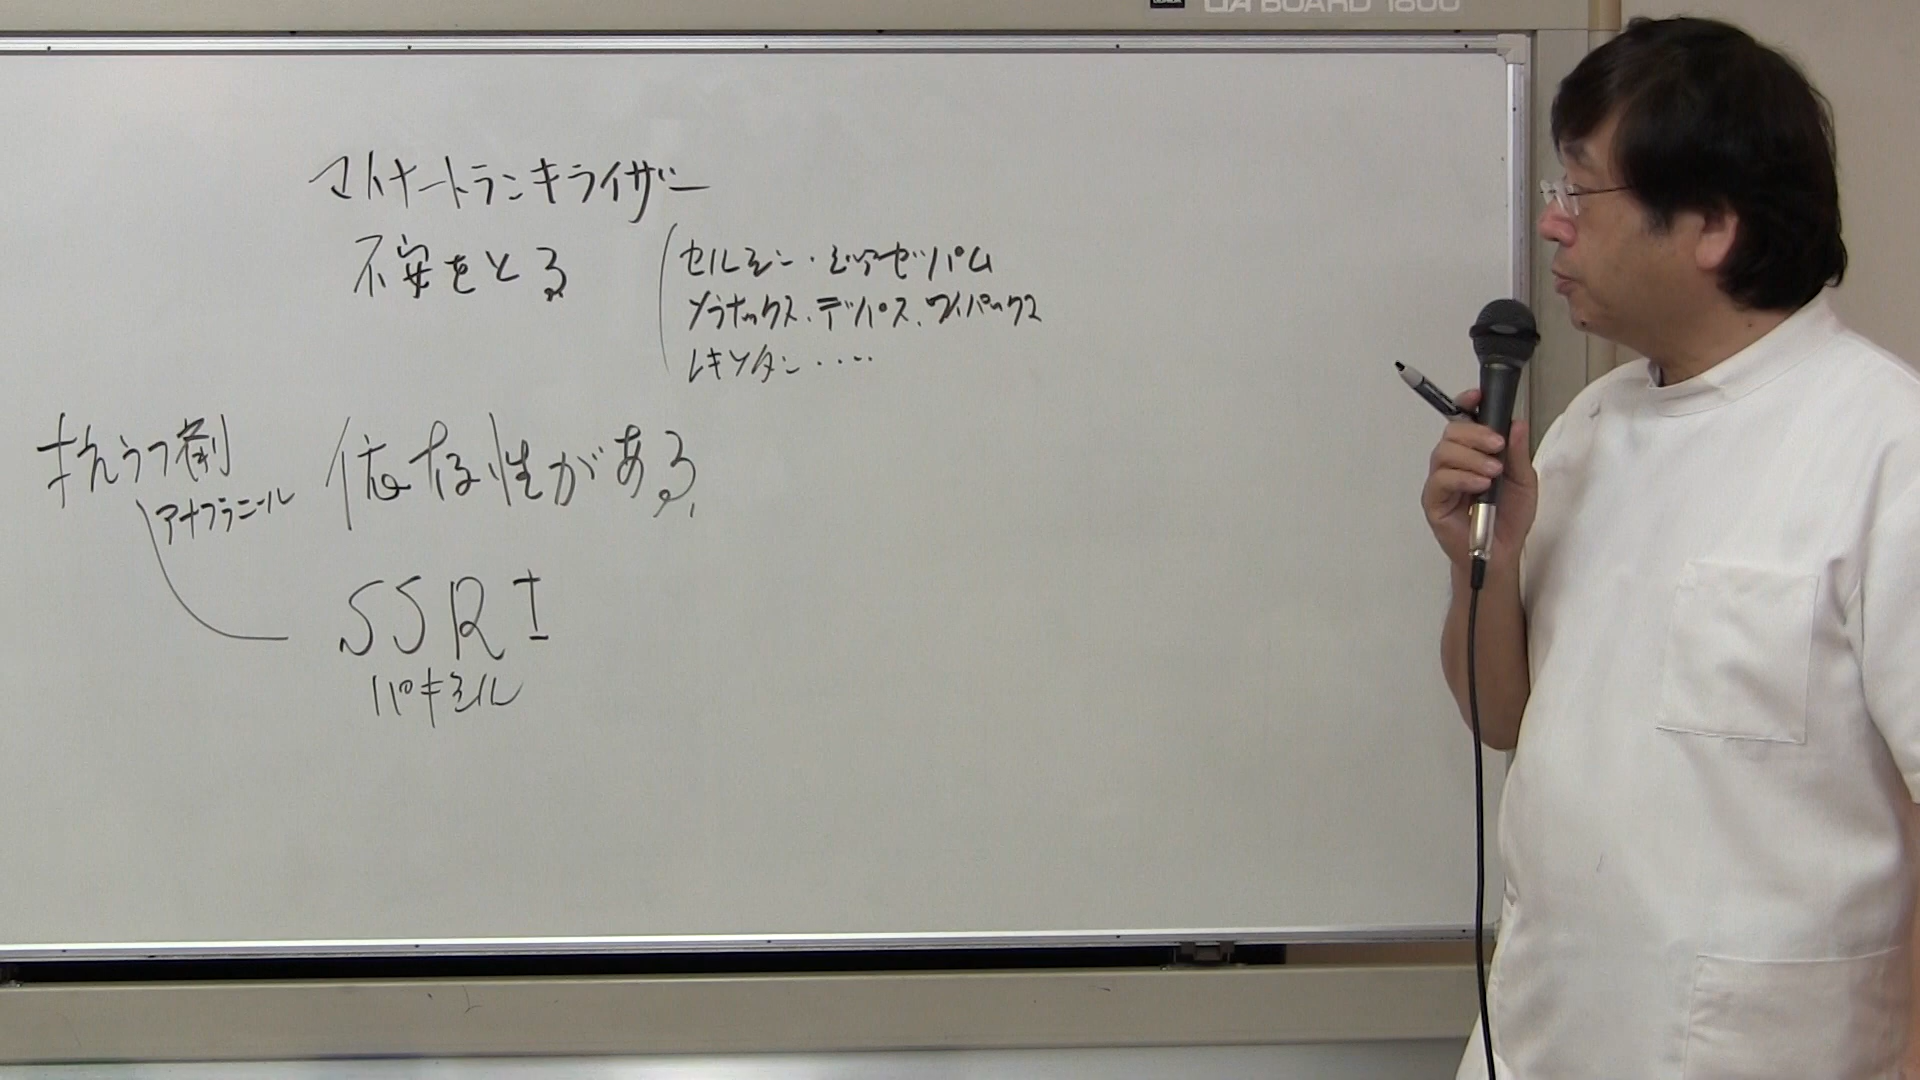 UA BOARD 1800
マイナートランキライザー
不安をとる
セルシン・ジアゼパム
ソラナックス、デパス、ワイパックス
レキソタン・・・・
抗うつ剤
アナフラニール
依存性がある
SSRI
パキシル